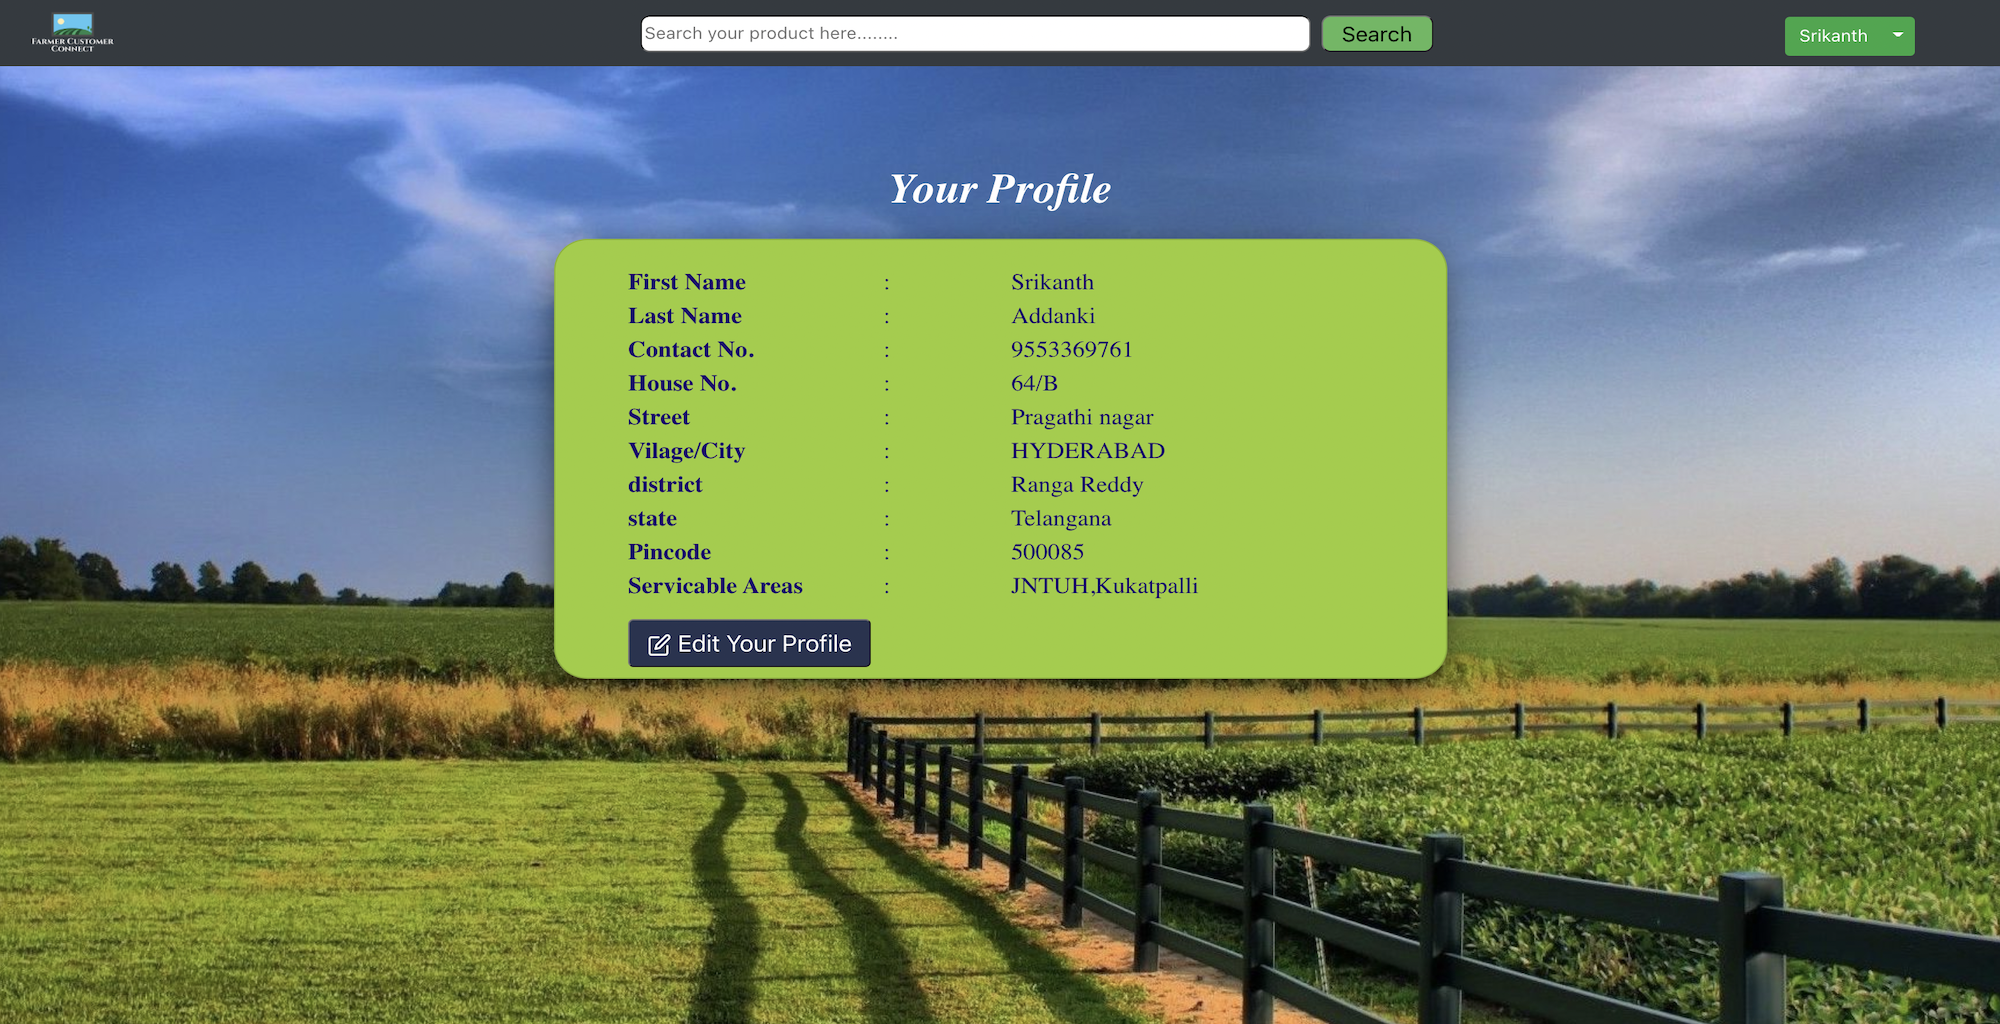 FARMER CUSTOMER
CONNECT
Search your product here........
Search
Srikanth
Your Profile
First Name : Srikanth
Last Name : Addanki
Contact No. : 9553369761
House No. : 64/B
Street : Pragathi nagar
Vilage/City : HYDERABAD
district : Ranga Reddy
state : Telangana
Pincode : 500085
Servicable Areas : JNTUH,Kukatpalli
Edit Your Profile